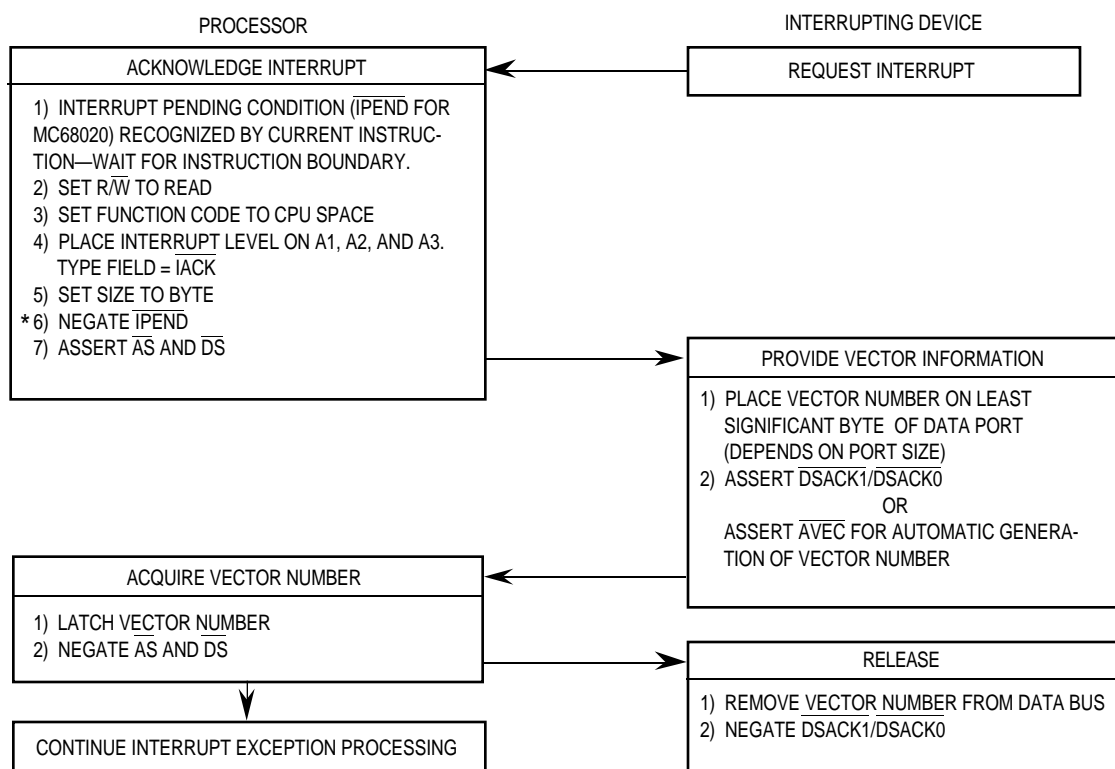 PROCESSOR
INTERRUPTING DEVICE
ACKNOWLEDGE INTERRUPT
REQUEST INTERRUPT
1) INTERRUPT PENDING CONDITION (IPEND FOR
MC68020) RECOGNIZED BY CURRENT INSTRUC-
TION—WAIT FOR INSTRUCTION BOUNDARY.
2) SET R/W TO READ
3) SET FUNCTION CODE TO CPU SPACE
4) PLACE INTERRUPT LEVEL ON A1, A2, AND A3.
TYPE FIELD = IACK
5) SET SIZE TO BYTE
* 6) NEGATE IPEND
7) ASSERT AS AND DS
PROVIDE VECTOR INFORMATION
1) PLACE VECTOR NUMBER ON LEAST
SIGNIFICANT BYTE OF DATA PORT
(DEPENDS ON PORT SIZE)
2) ASSERT DSACK1/DSACK0
OR
ASSERT AVEC FOR AUTOMATIC GENERA-
TION OF VECTOR NUMBER
ACQUIRE VECTOR NUMBER
1) LATCH VECTOR NUMBER
2) NEGATE AS AND DS
RELEASE
1) REMOVE VECTOR NUMBER FROM DATA BUS
2) NEGATE DSACK1/DSACK0
CONTINUE INTERRUPT EXCEPTION PROCESSING